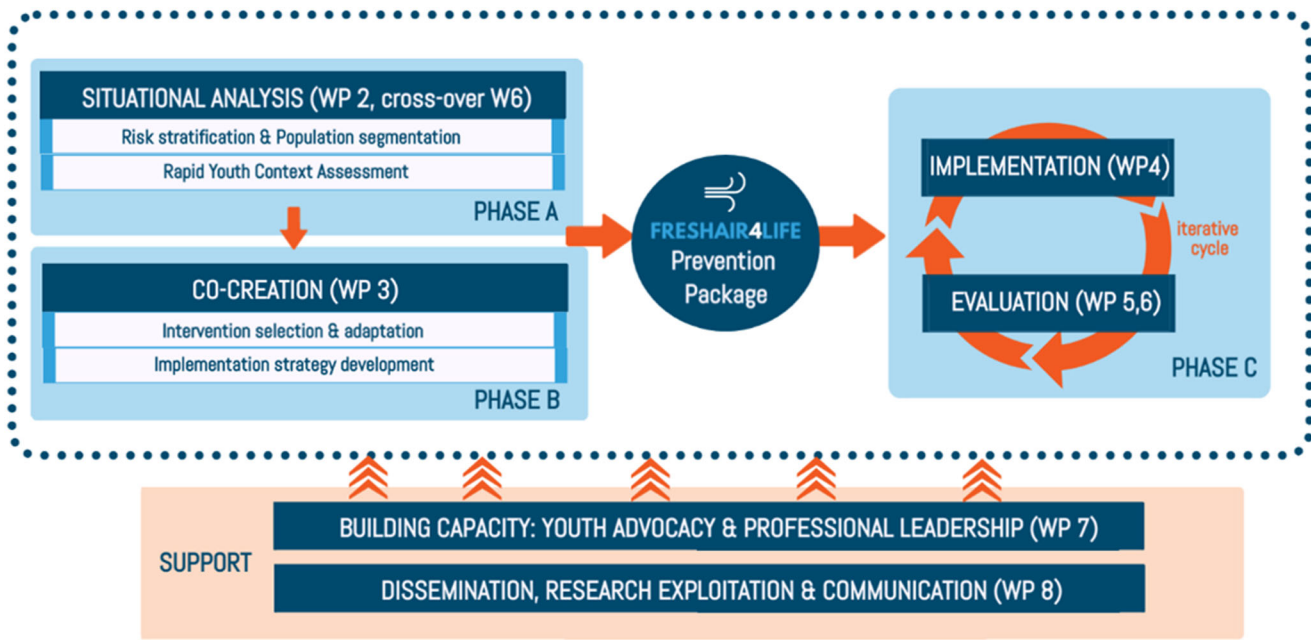 SITUATIONAL ANALYSIS (WP 2, cross-over W6)
Risk stratification & Population segmentation
Rapid Youth Context Assessment
PHASE A
CO-CREATION (WP 3)
Intervention selection & adaptation
Implementation strategy development
PHASE B
FRESHAIR4LIFE
Prevention
Package
IMPLEMENTATION (WP4)
iterative
cycle
EVALUATION (WP 5,6)
PHASE C
SUPPORT
BUILDING CAPACITY: YOUTH ADVOCACY & PROFESSIONAL LEADERSHIP (WP 7)
DISSEMINATION, RESEARCH EXPLOITATION & COMMUNICATION (WP 8)